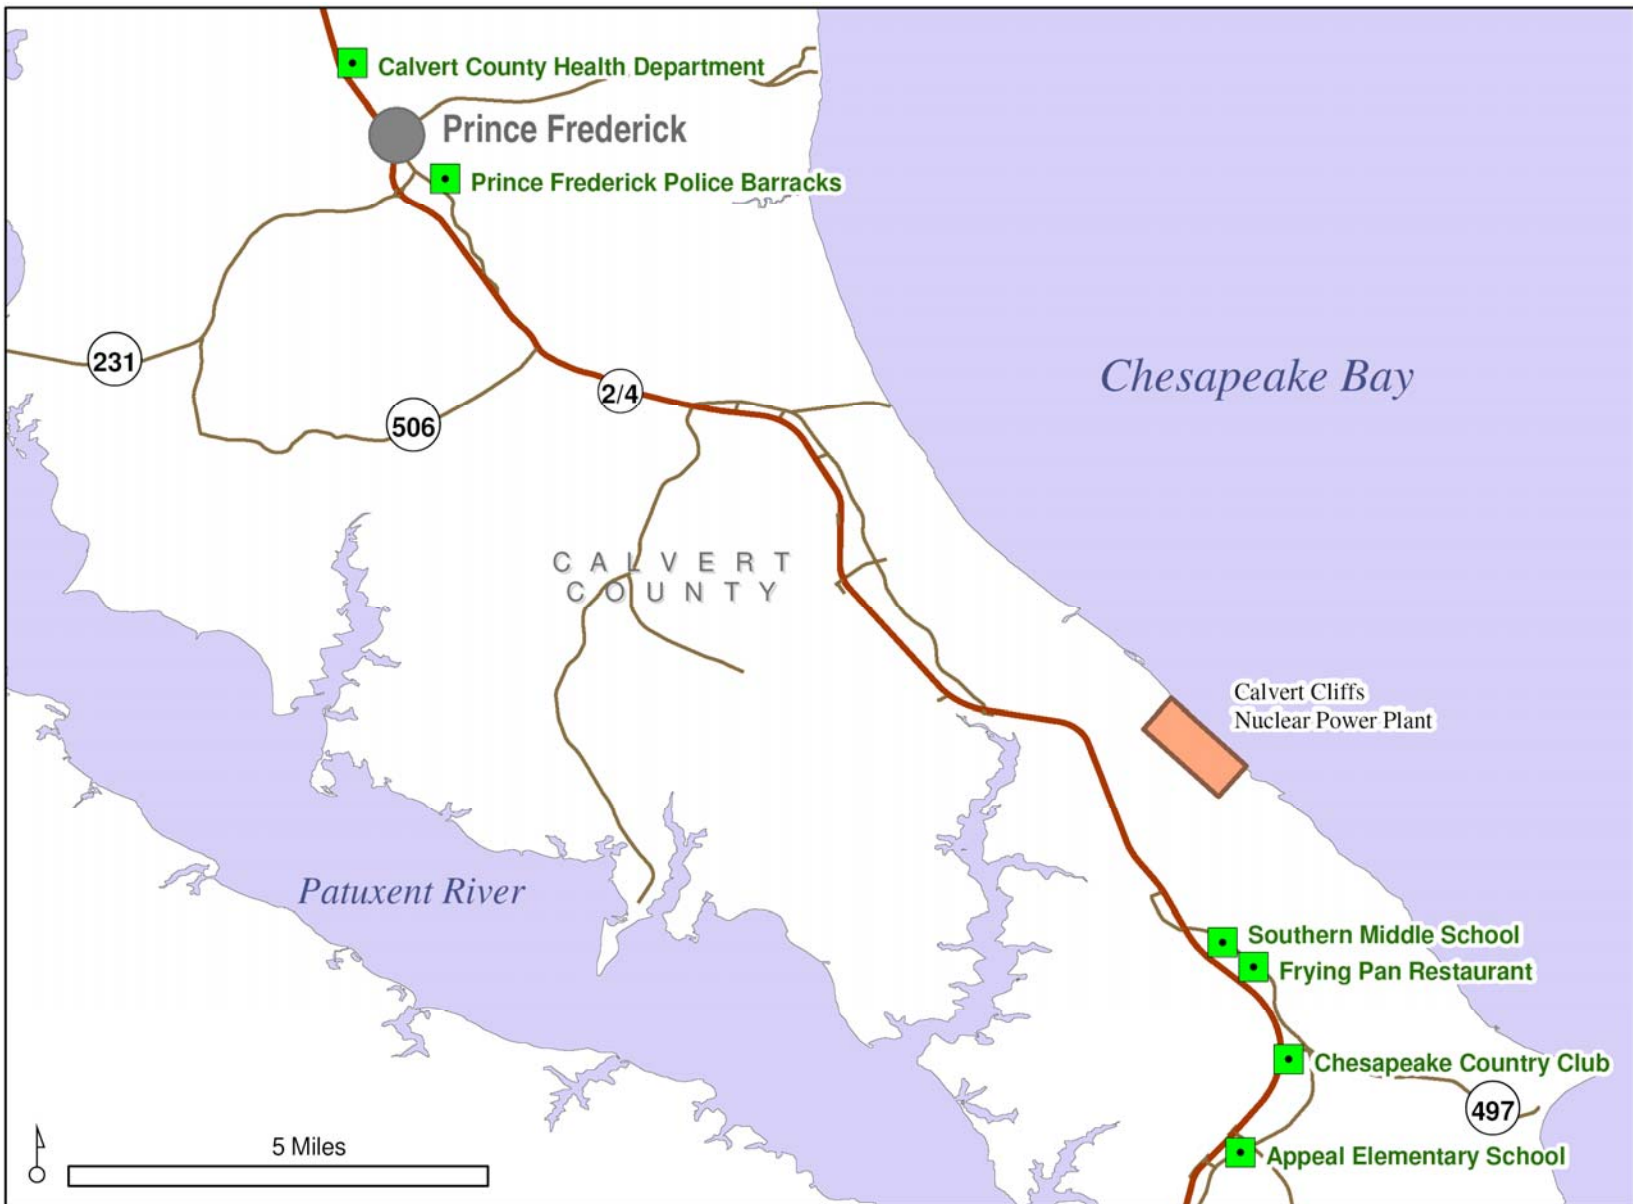 Calvert County Health Department
Prince Frederick
Prince Frederick Police Barracks
231
2/4
506
Chesapeake Bay
CALVERT
COUNTY
Calvert Cliffs
Nuclear Power Plant
Patuxent River
Southern Middle School
Frying Pan Restaurant
Chesapeake Country Club
497
5 Miles
Appeal Elementary School